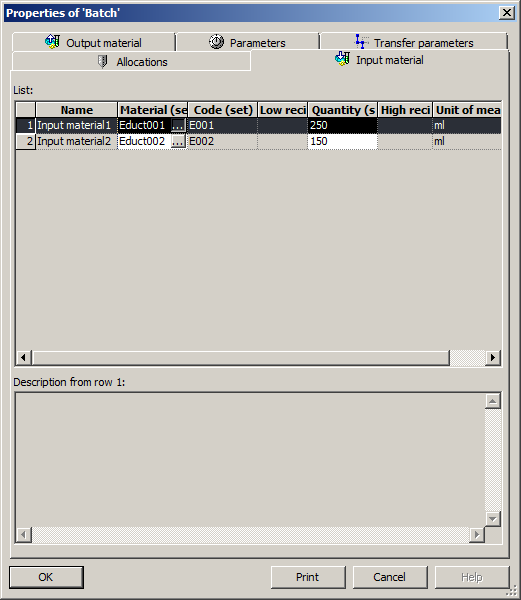 Properties of 'Batch'
Output material Parameters Transfer parameters
Allocations Input material
List:
Name Material (se Code (set) Low reci Quantity (s High reci Unit of mea
1 Input material1 Educt001 ... E001 250 ml
2 Input material2 Educt002 ... E002 150 ml
Description from row 1:
OK Print Cancel Help